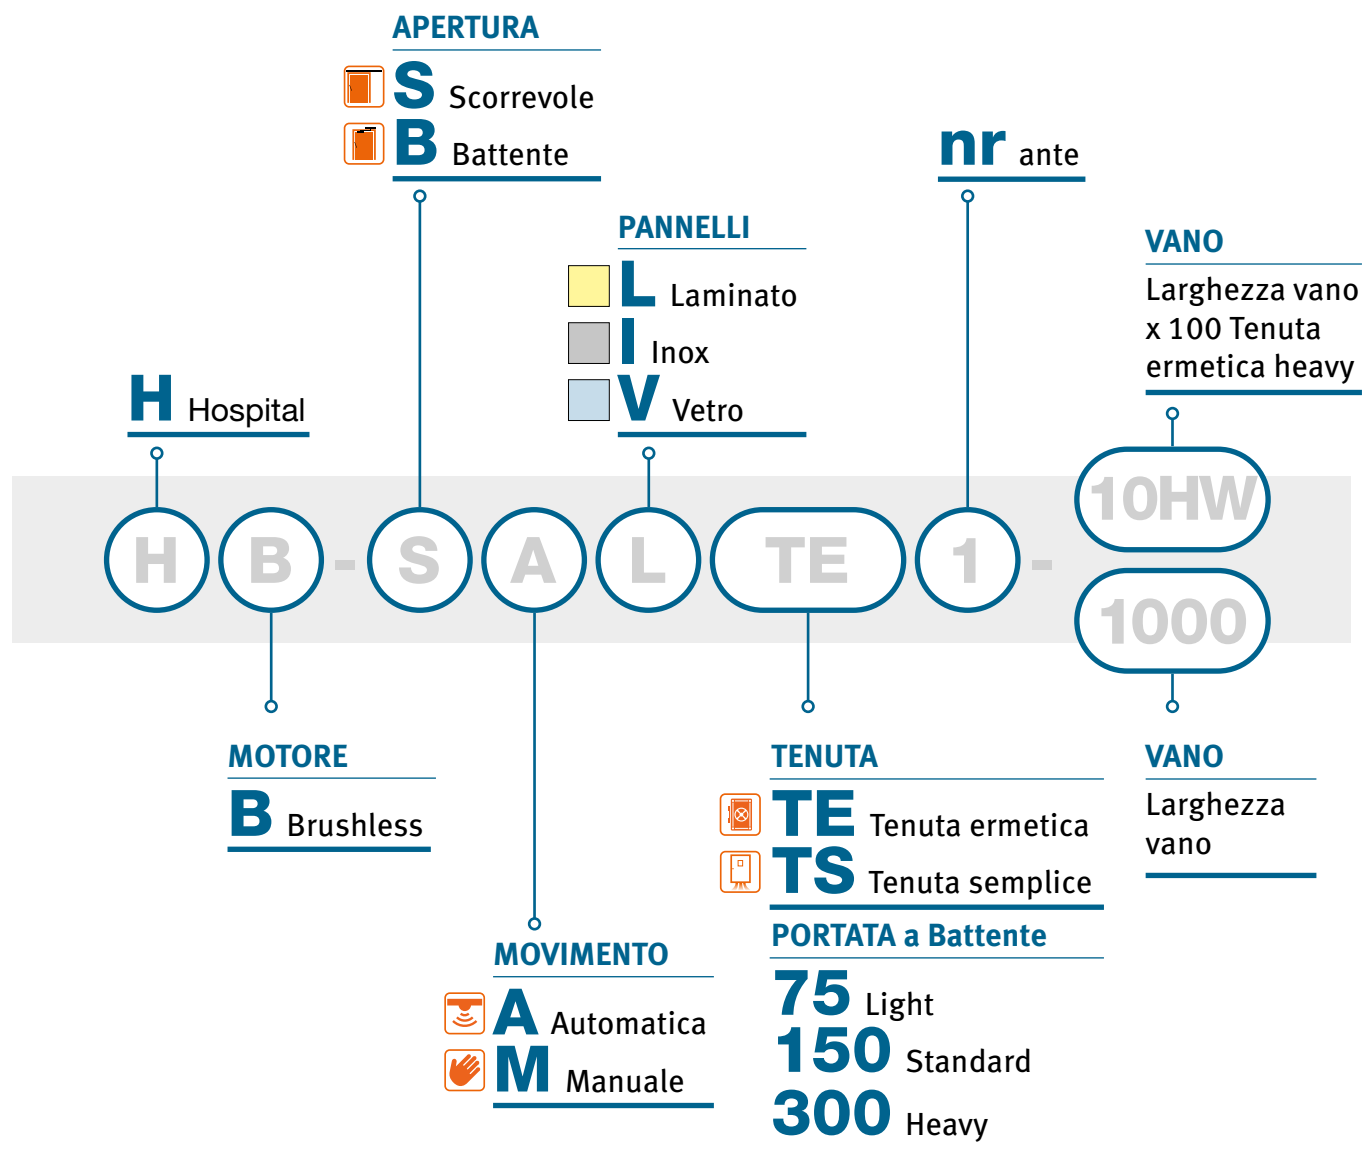 APERTURA
S Scorrevole
B Battente
nr ante
PANNELLI
L Laminato
I Inox
V Vetro
VANO
Larghezza vano
x 100 Tenuta
ermetica heavy
H Hospital
10HW
H B - S A L TE 1 -
1000
MOTORE
B Brushless
TENUTA
TE Tenuta ermetica
TS Tenuta semplice
VANO
Larghezza
vano
PORTATA a Battente
75 Light
150 Standard
300 Heavy
MOVIMENTO
A Automatica
M Manuale